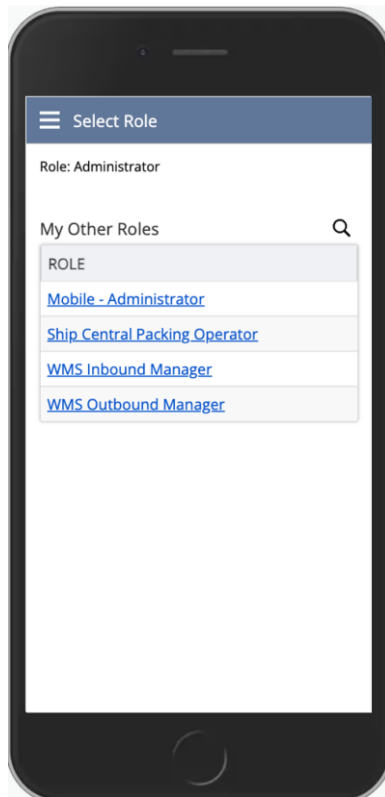 Select Role
Role: Administrator
My Other Roles
ROLE
Mobile - Administrator
Ship Central Packing Operator
WMS Inbound Manager
WMS Outbound Manager